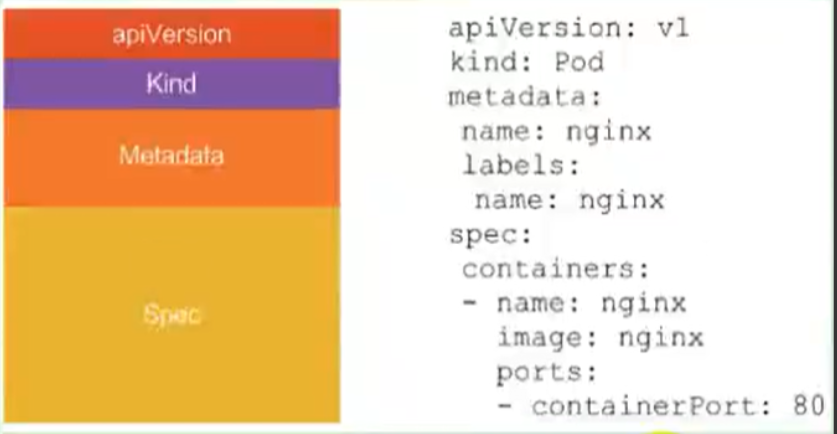 apiVersion
Kind
Metadata
Spec
apiVersion: v1
kind: Pod
metadata:
 name: nginx
 labels:
  name: nginx
spec:
 containers:
 - name: nginx
   image: nginx
   ports:
   - containerPort: 80